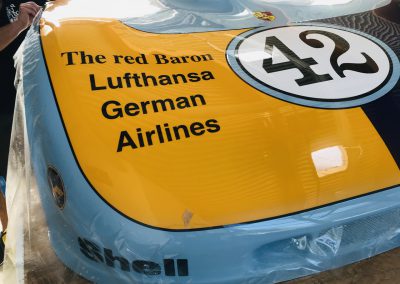 The red Baron
Lufthansa
German
Airlines
42
Shell